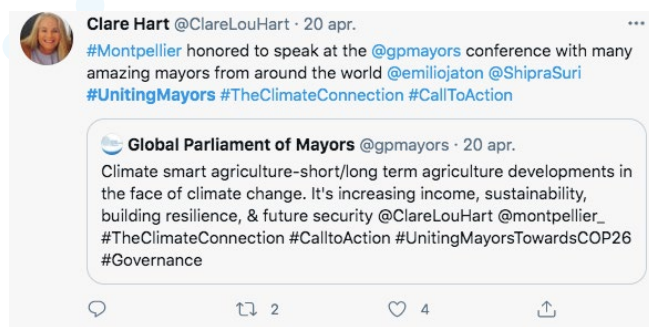 Clare Hart @ClareLouHart · 20 apr.
#Montpellier honored to speak at the @gpmayors conference with many
amazing mayors from around the world @emiliojaton @ShipraSuri
#UnitingMayors #TheClimateConnection #CallToAction
Global Parliament of Mayors @gpmayors · 20 apr.
Climate smart agriculture-short/long term agriculture developments in
the face of climate change. It's increasing income, sustainability,
building resilience, & future security @ClareLouHart @montpellier_
#TheClimateConnection #CalltoAction #UnitingMayorsTowardsCOP26
#Governance
2 4